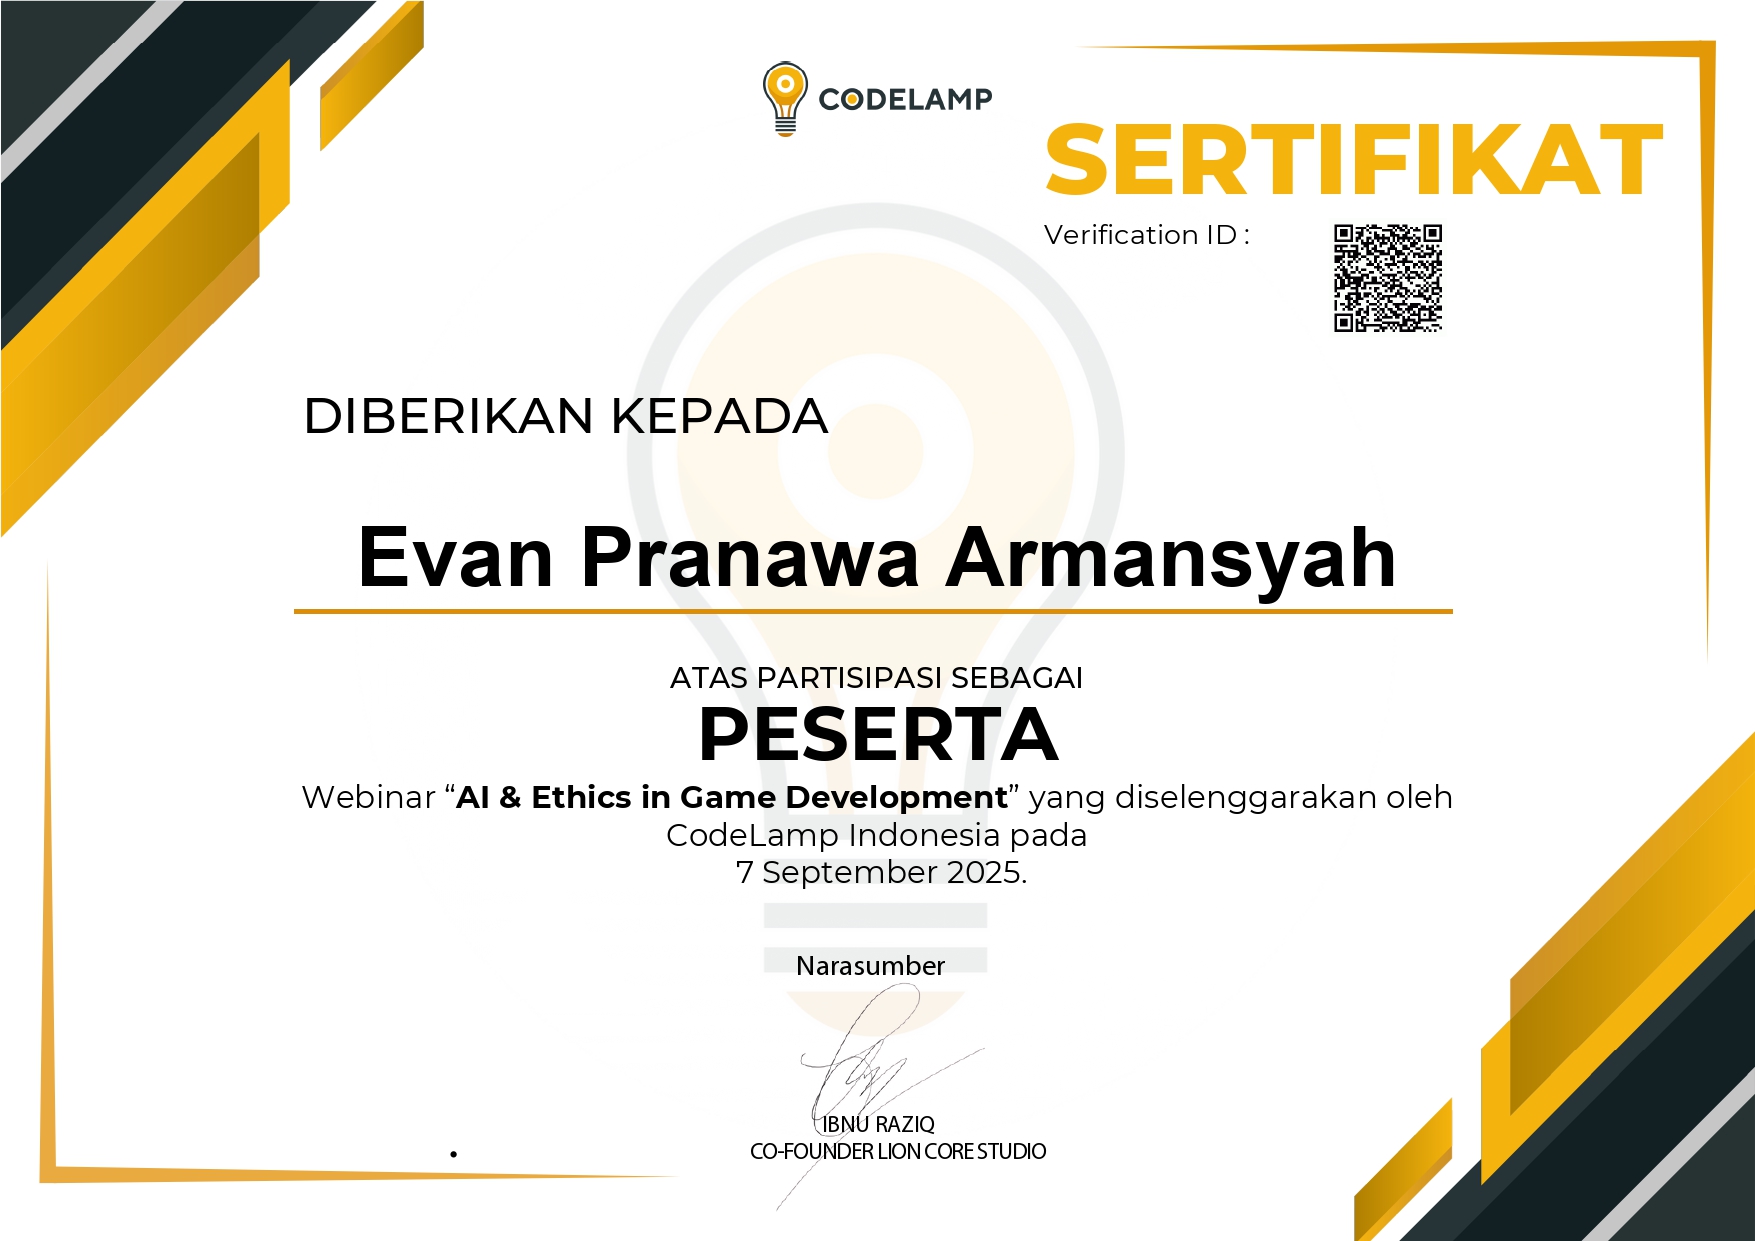 CODELAMP
SERTIFIKAT
Verification ID :
DIBERIKAN KEPADA
Evan Pranawa Armansyah
ATAS PARTISIPASI SEBAGAI
PESERTA
Webinar “AI & Ethics in Game Development” yang diselenggarakan oleh
CodeLamp Indonesia pada
7 September 2025.
Narasumber
IBNU RAZIQ
CO-FOUNDER LION CORE STUDIO